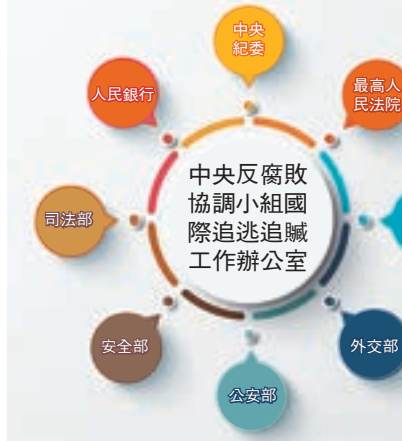 中央
紀委
人民銀行
最高人
民法院
中央反腐敗
協調小組國
際追逃追贓
工作辦公室
司法部
安全部
外交部
公安部